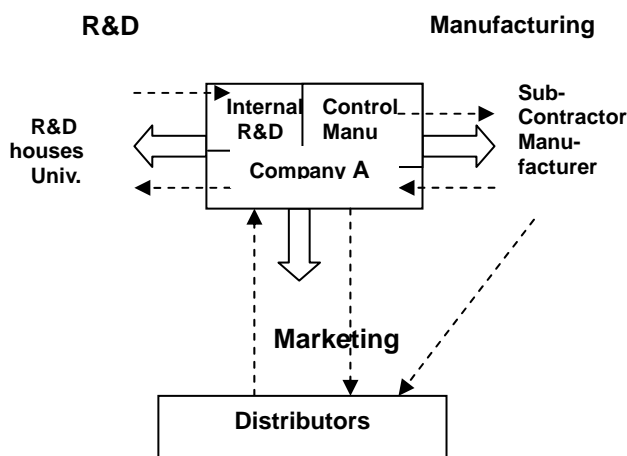 R&D
Manufacturing
Internal
R&D
Control
Manu
Company A
R&D
houses
Univ.
Sub-
Contractor
Manu-
facturer
Marketing
Distributors